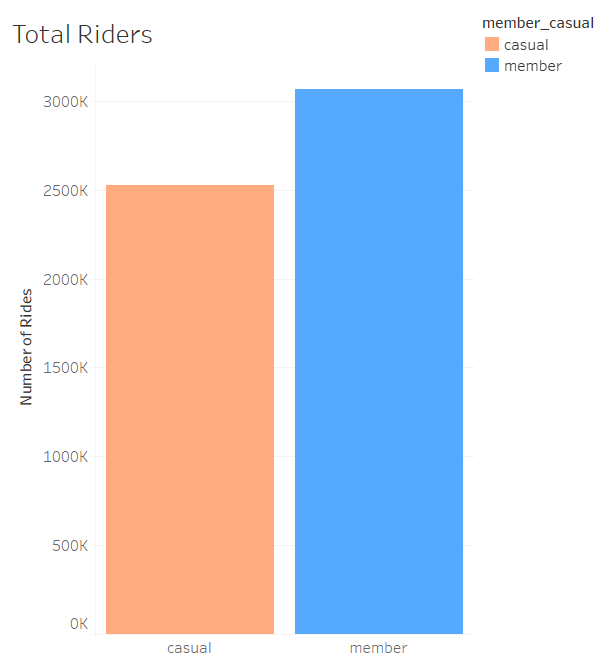 Total Riders
member_casual
casual
member
3000K
2500K
2000K
1500K
1000K
500K
0K
Number of Rides
casual
member